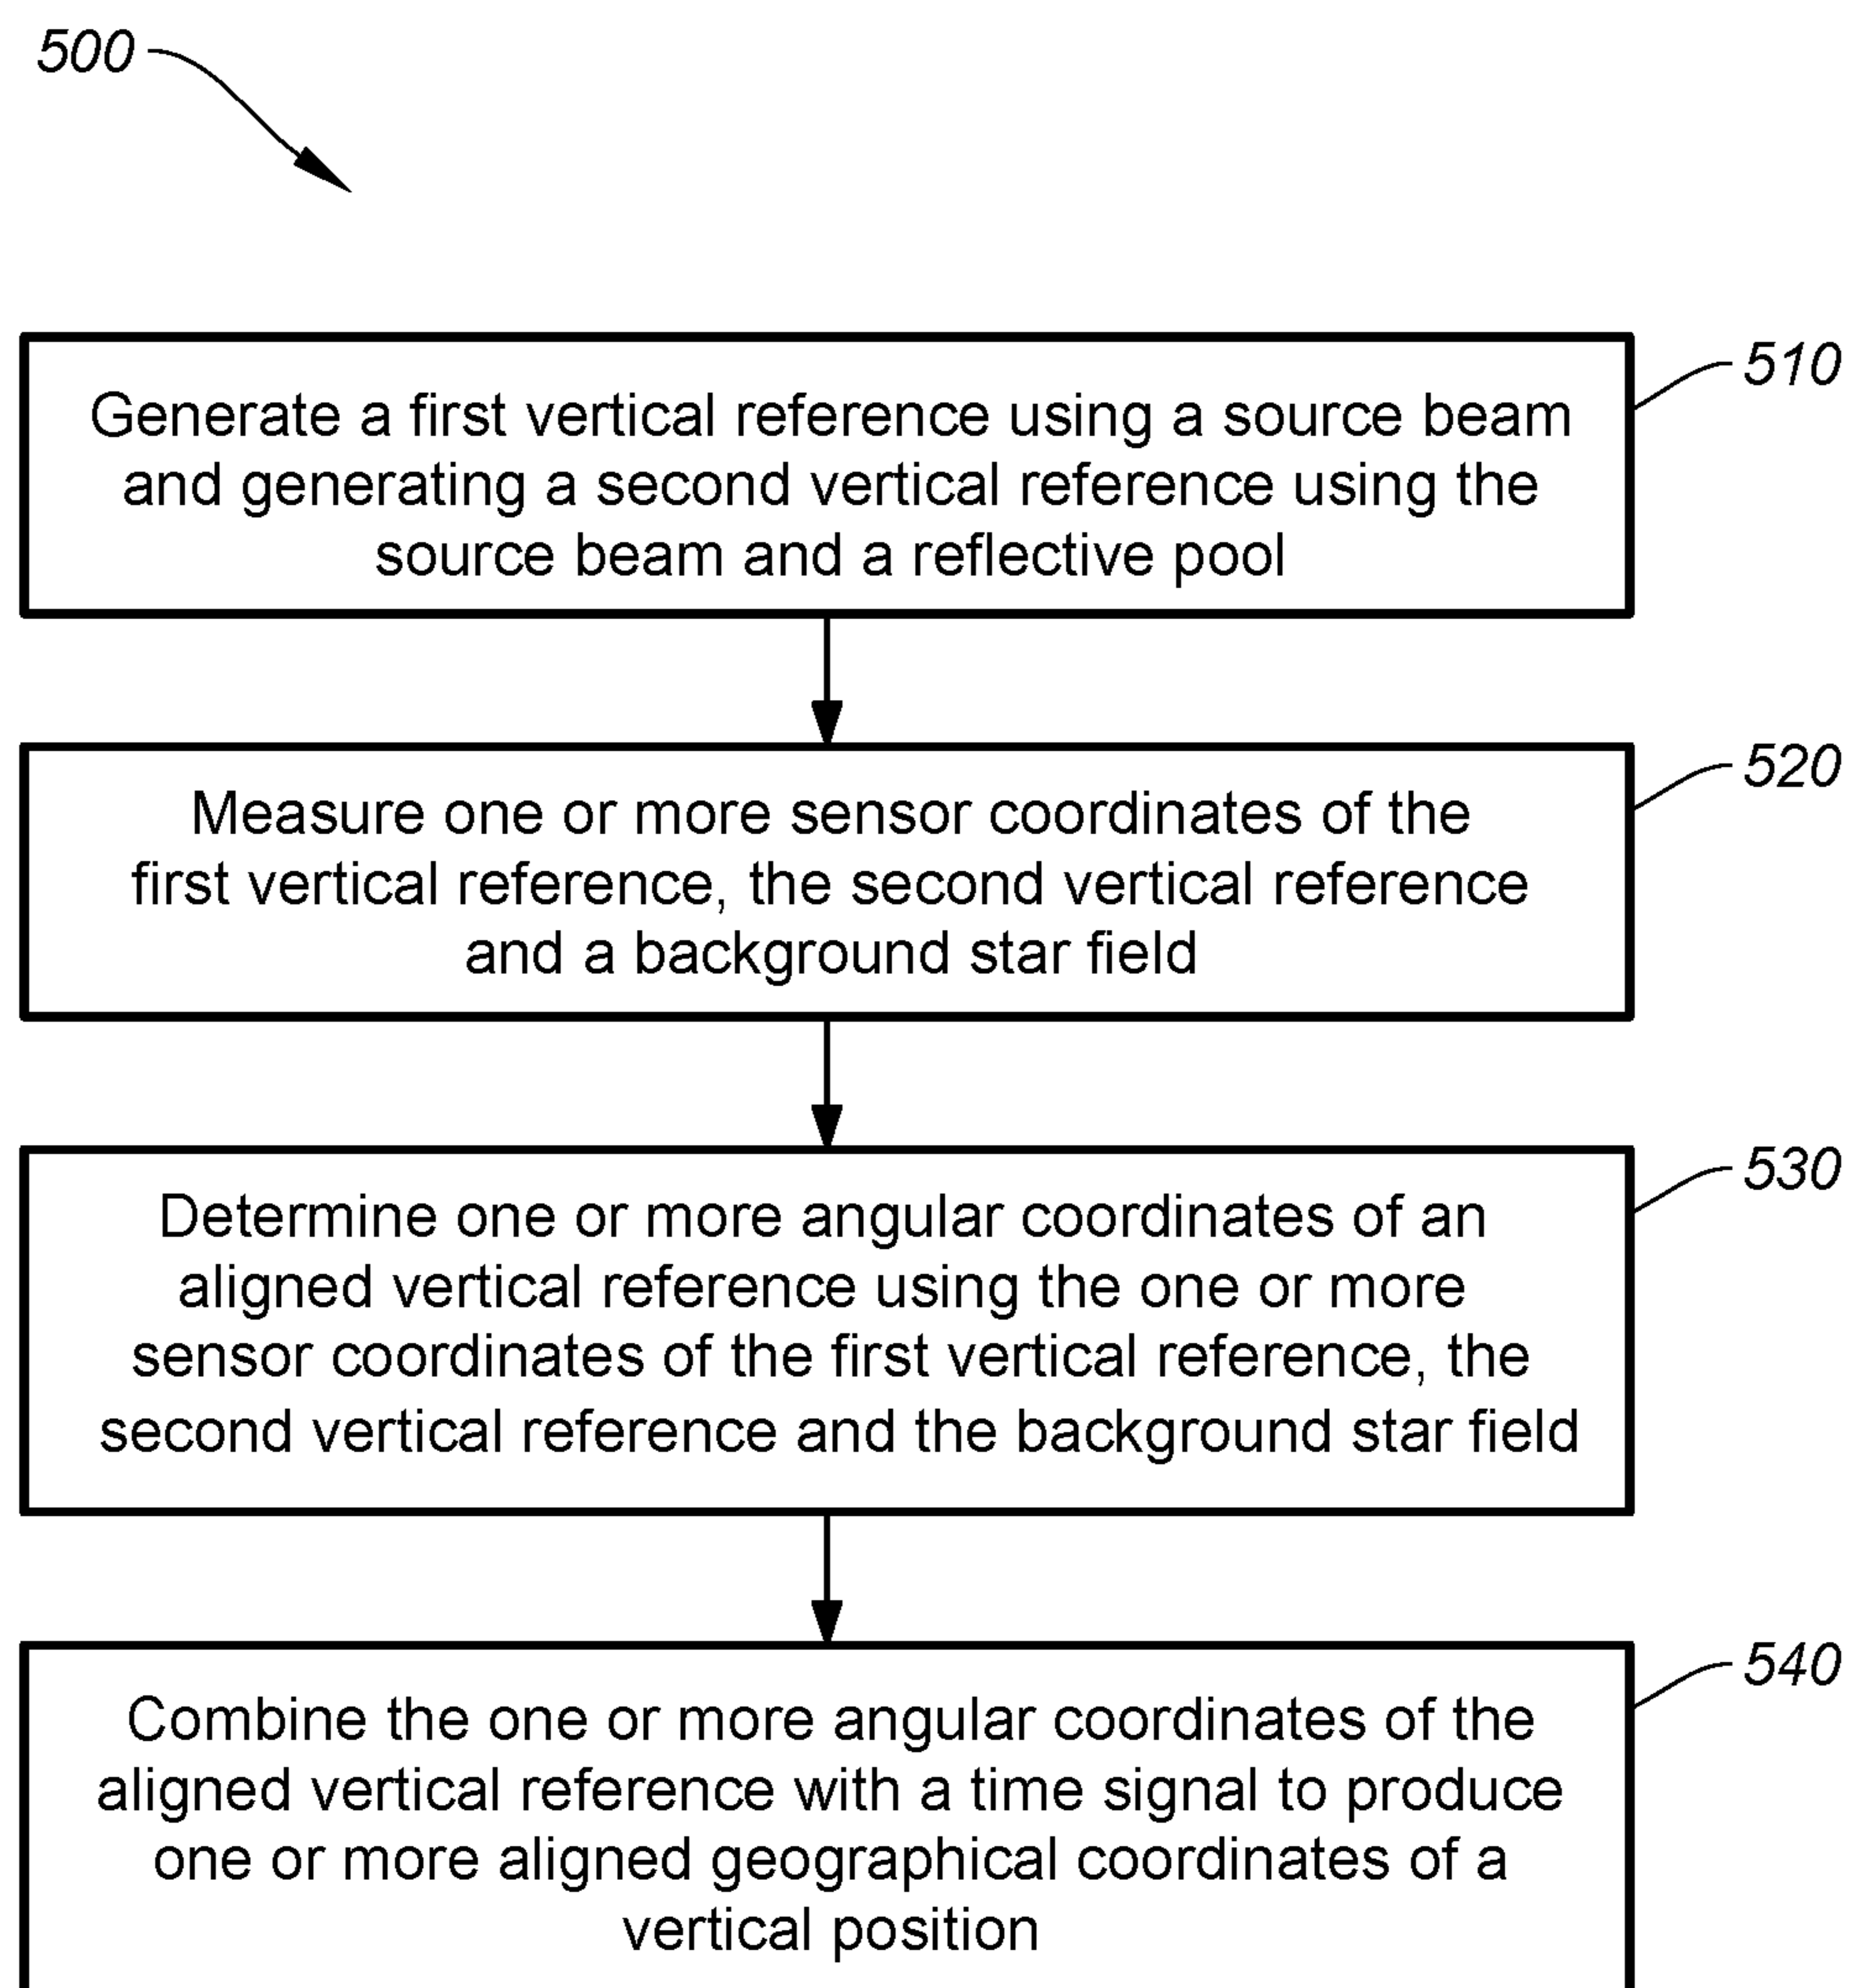 500
510
Generate a first vertical reference using a source beam
and generating a second vertical reference using the
source beam and a reflective pool
520
Measure one or more sensor coordinates of the
first vertical reference, the second vertical reference
and a background star field
530
Determine one or more angular coordinates of an
aligned vertical reference using the one or more
sensor coordinates of the first vertical reference, the
second vertical reference and the background star field
540
Combine the one or more angular coordinates of the
aligned vertical reference with a time signal to produce
one or more aligned geographical coordinates of a
vertical position